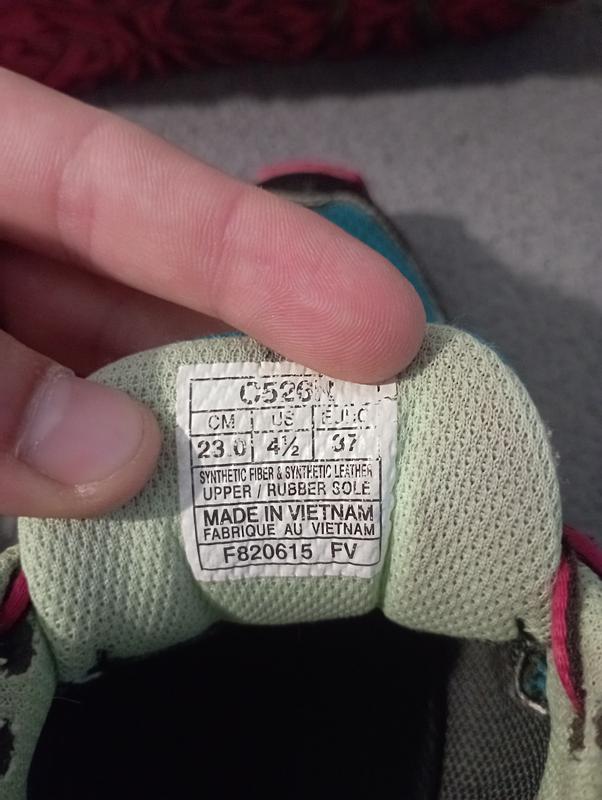 C526N
CM US
23.0 4½ 37
SYNTHETIC FIBER & SYNTHETIC LEATHER
UPPER / RUBBER SOLE
MADE IN VIETNAM
FABRIQUE AU VIETNAM
F820615 FV